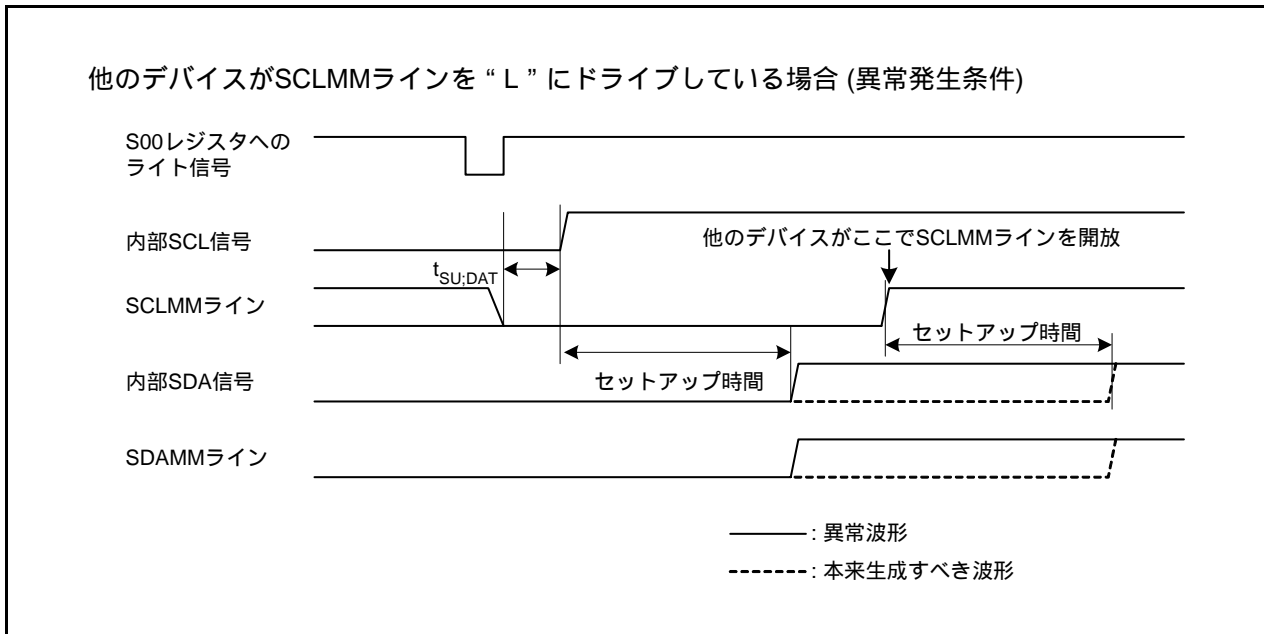 他のデバイスがSCLMMラインを “ L ” にドライブしている場合 (異常発生条件)
S00レジスタへの
ライト信号
内部SCL信号
他のデバイスがここでSCLMMラインを開放
tSU;DAT
SCLMMライン
セットアップ時間
セットアップ時間
内部SDA信号
SDAMMライン
: 異常波形
: 本来生成すべき波形